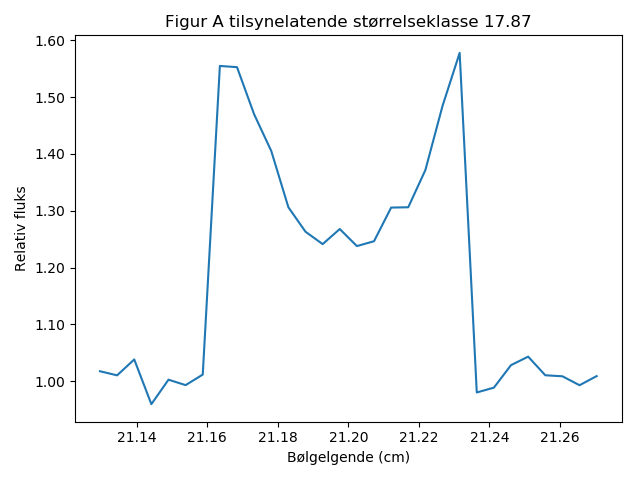 Figur A tilsynelatende størrelseklasse 17.87
1.60
1.50
1.40
1.30
1.20
1.10
1.00
Relativ fluks
21.14 21.16 21.18 21.20 21.22 21.24 21.26
Bølgelgende (cm)